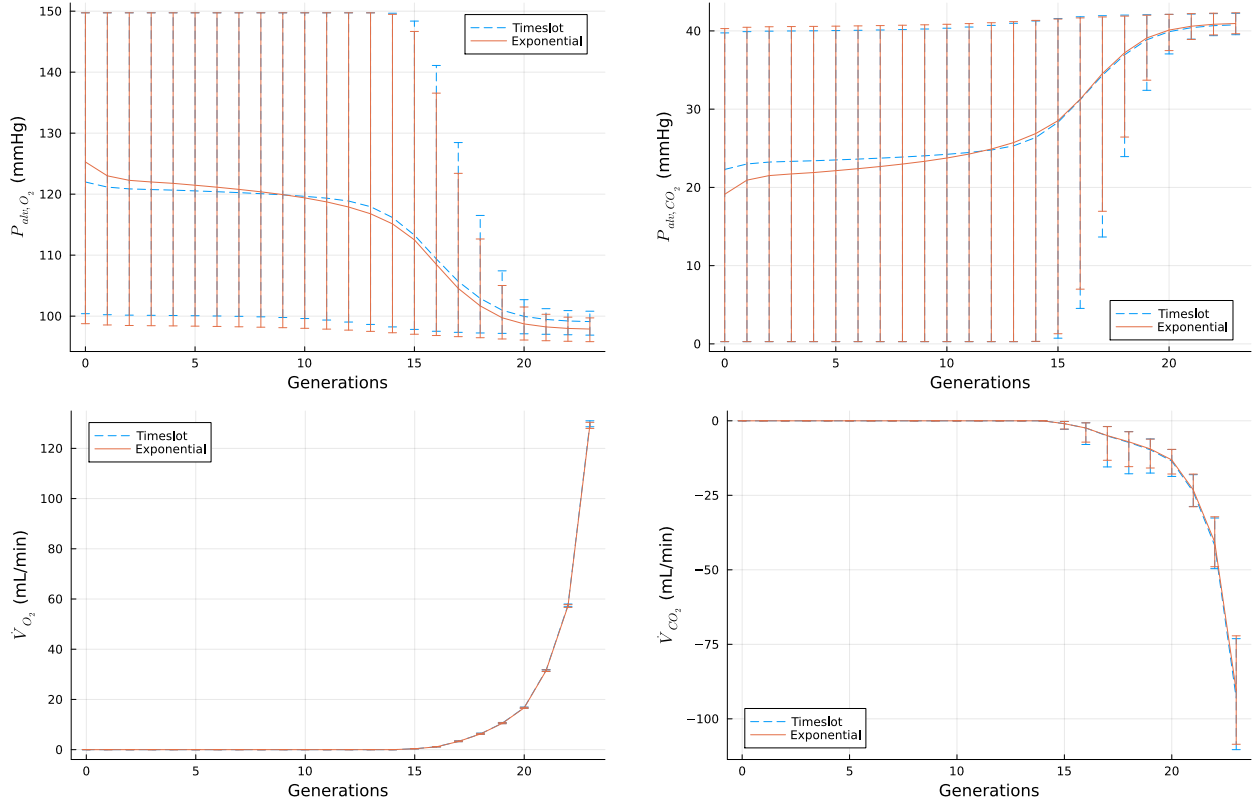 150
140
130
120
110
100
P_{alv, O_2} (mmHg)
Timeslot
Exponential
0 5 10 15 20
Generations
40
30
20
10
0
P_{alv, CO_2} (mmHg)
Timeslot
Exponential
0 5 10 15 20
Generations
120
100
80
60
40
20
0
V̇_{O_2} (mL/min)
Timeslot
Exponential
0 5 10 15 20
Generations
0
−25
−50
−75
−100
V̇_{CO_2} (mL/min)
Timeslot
Exponential
0 5 10 15 20
Generations